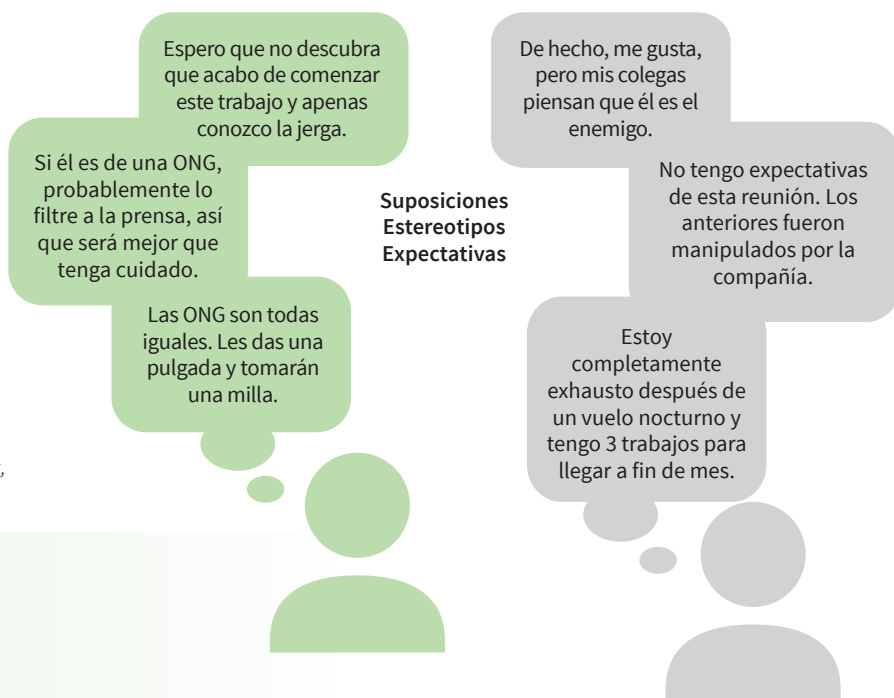 Espero que no descubra
que acabo de comenzar
este trabajo y apenas
conozco la jerga.
Si él es de una ONG,
probablemente lo
filtre a la prensa, así
que será mejor que
tenga cuidado.
Las ONG son todas
iguales. Les das una
pulgada y tomarán
una milla.
Suposiciones
Estereotipos
Expectativas
De hecho, me gusta,
pero mis colegas
piensan que él es el
enemigo.
No tengo expectativas
de esta reunión. Los
anteriores fueron
manipulados por la
compañía.
Estoy
completamente
exhausto después de
un vuelo nocturno y
tengo 3 trabajos para
llegar a fin de mes.